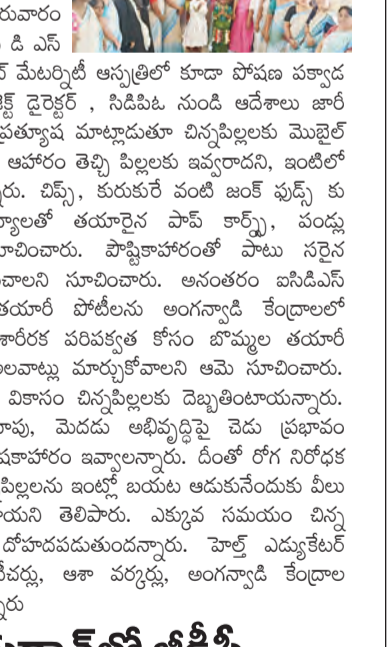 రువారం
డి ఎస్
మేటర్నిటీ ఆస్పత్రిలో కూడా పోషణ పక్వాడ
జెక్ట్ డైరెక్టర్ , సిడిపిఓ నుండి ఆదేశాలు జారీ
ప్రత్యూష మాట్లాడుతూ చిన్నపిల్లలకు మొబైల్
ఆహారం తెచ్చి పిల్లలకు ఇవ్వరాదని, ఇంటిలో
్నరు. చిప్స్, కురుకురే వంటి జంక్ ఫుడ్స్ కు
్యాలతో తయారైన పాప్ కార్న్స్, పండ్లు
సూచించారు. పౌష్టికాహారంతో పాటు సరైన
చాలని సూచించారు. అనంతరం ఐసిడిఎస్
తయారీ పోటీలను అంగన్వాడి కేంద్రాలలో
శారీరక పరిపక్వత కోసం బొమ్మల తయారీ
లవాట్లు మార్చుకోవాలని ఆమె సూచించారు.
వికాసం చిన్నపిల్లలకు దెబ్బతింటాయన్నారు.
మెదడు అభివృద్ధిపై చెడు ప్రభావం
షకాహారం ఇవ్వాలన్నారు. దీంతో రోగ నిరోధక
పిల్లలను ఇంట్లో బయట ఆడుకునేందుకు వీలు
యని తెలిపారు. ఎక్కువ సమయం చిన్న
దోహదపడుతుందన్నారు. హెల్త్ ఎడ్యుకేటర్
టీచర్లు, ఆశా వర్కర్లు, అంగన్వాడి కేంద్రాల
్నారు